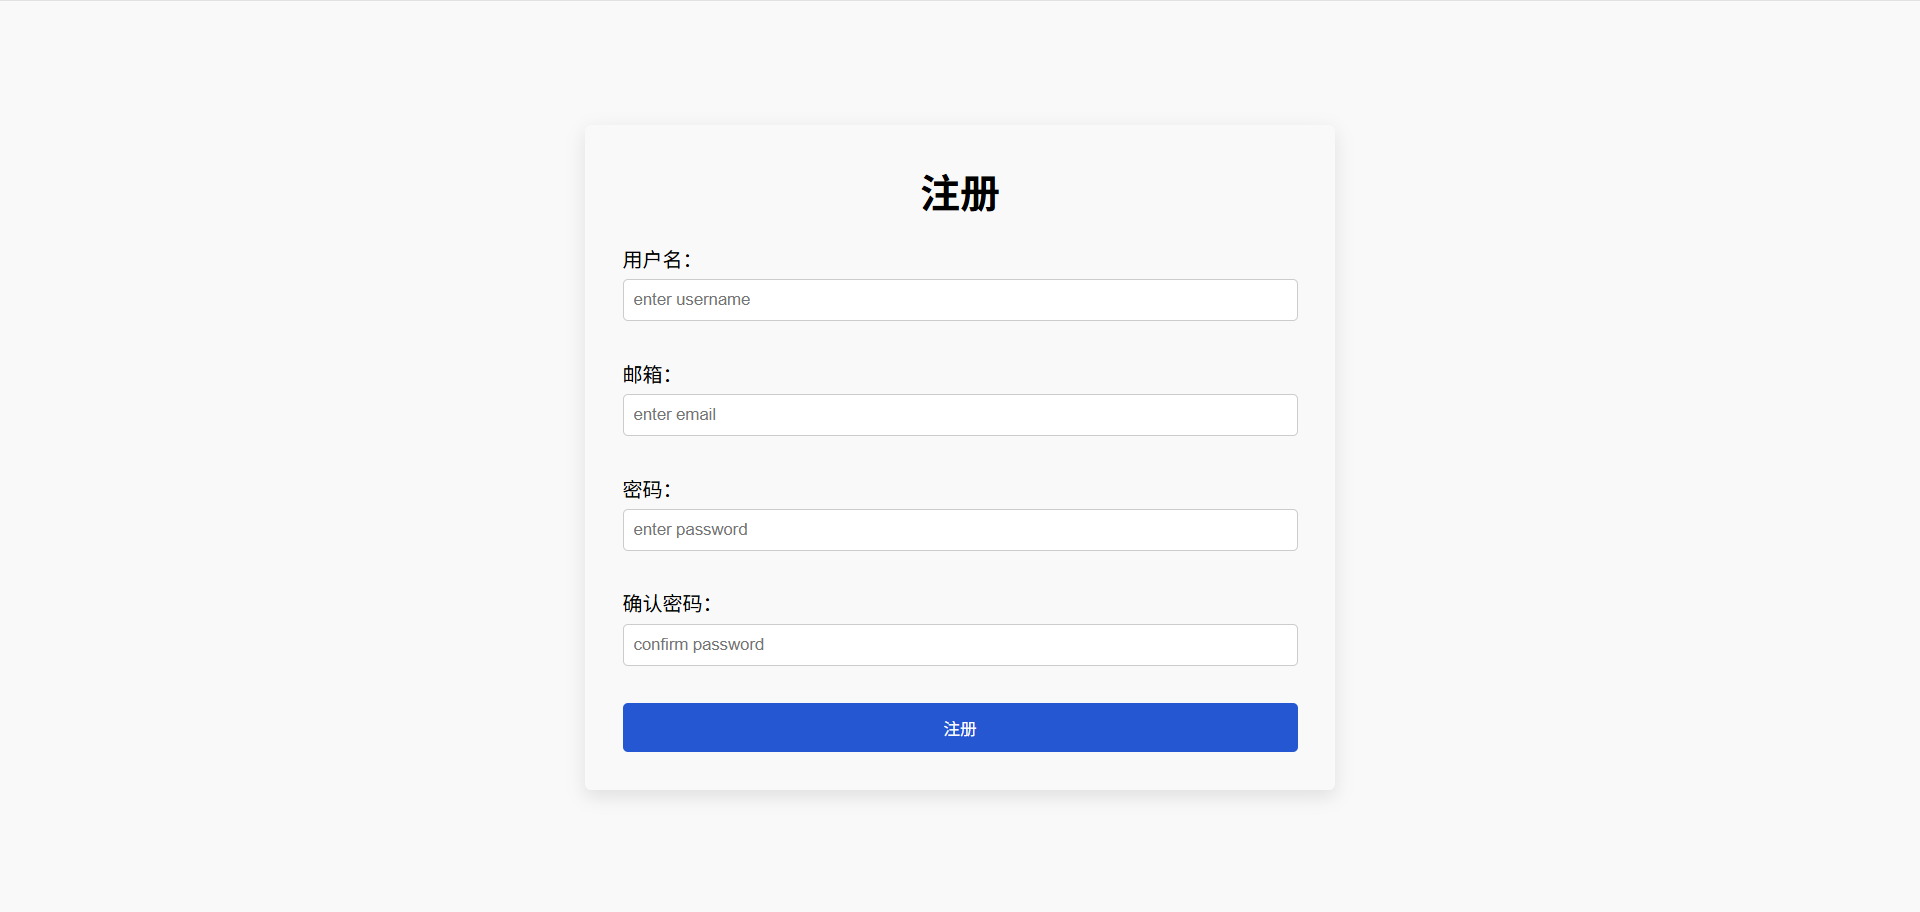 注册
用户名：
enter username
邮箱：
enter email
密码：
enter password
确认密码：
confirm password
注册